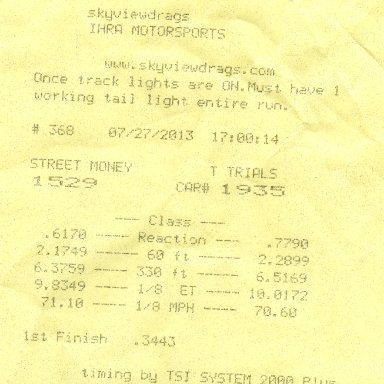 skyviewdrags
IHRA MOTORSPORTS
www.skyviewdrags.com
Once track lights are ON.Must have 1
working tail light entire run.
# 368 07/27/2013 17:00:14
STREET MONEY T TRIALS
1529 CAR# 1935
--- Class ---
.6170 ----- Reaction --- .7790
2.1749 ----- 60 ft --- 2.2899
6.3759 ---- 330 ft ---- 6.5169
9.8349 ---- 1/8 ET ---- 10.0172
71.10 ----- 1/8 MPH ---- 70.60
1st Finish .3443
timing by TSI SYSTEM 2000 Plus